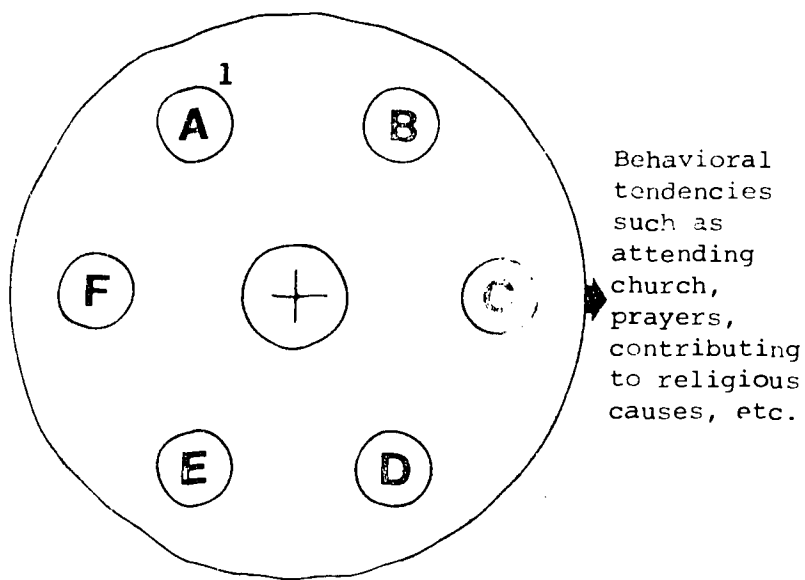 1
A
B
Behavioral
tendencies
such as
attending
church,
prayers,
contributing
to religious
causes, etc.
F
+
C
E
D